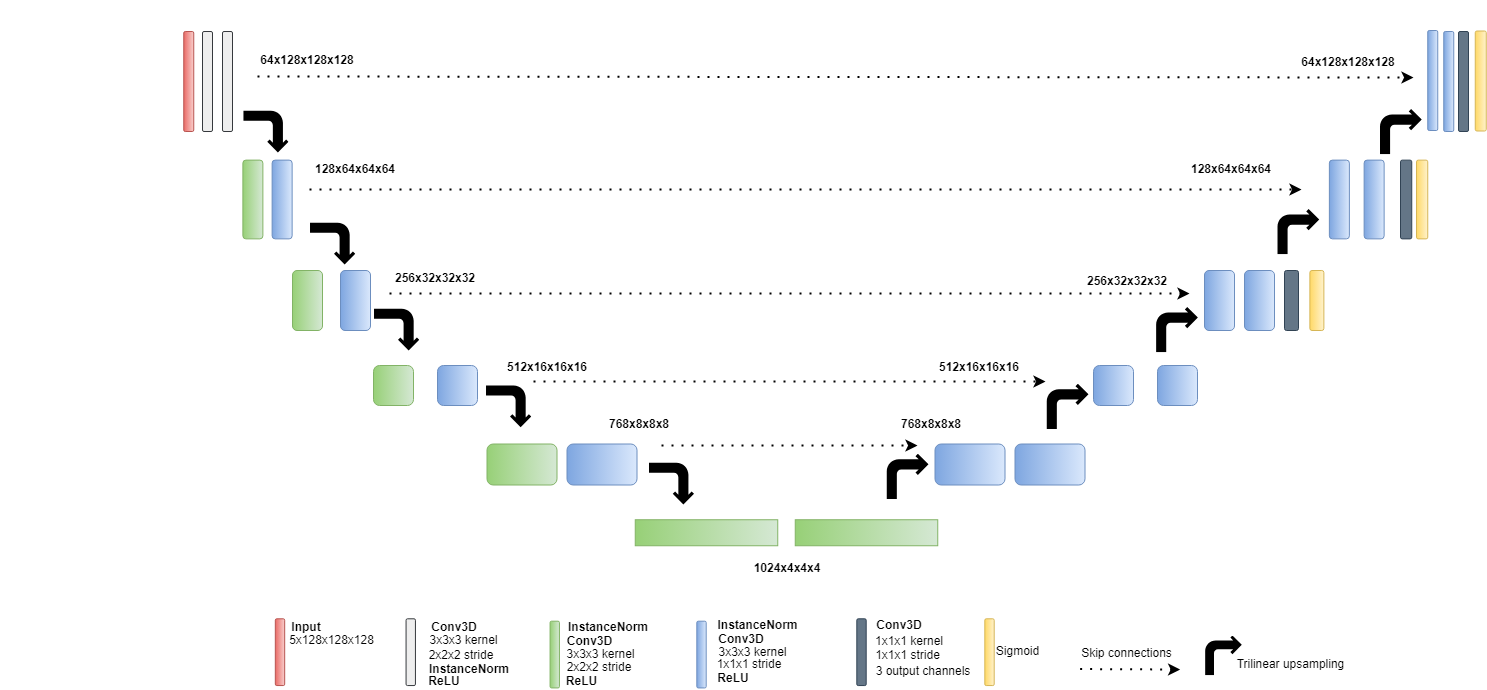 64x128x128x128
64x128x128x128
128x64x64x64
128x64x64x64
256x32x32x32
256x32x32x32
512x16x16x16
512x16x16x16
768x8x8x8
768x8x8x8
1024x4x4x4
Input
5x128x128x128
Conv3D
3x3x3 kernel
2x2x2 stride
InstanceNorm
ReLU
InstanceNorm
Conv3D
3x3x3 kernel
2x2x2 stride
ReLU
InstanceNorm
Conv3D
3x3x3 kernel
1x1x1 stride
ReLU
Conv3D
1x1x1 kernel
1x1x1 stride
3 output channels
Sigmoid
Skip connections
Trilinear upsampling